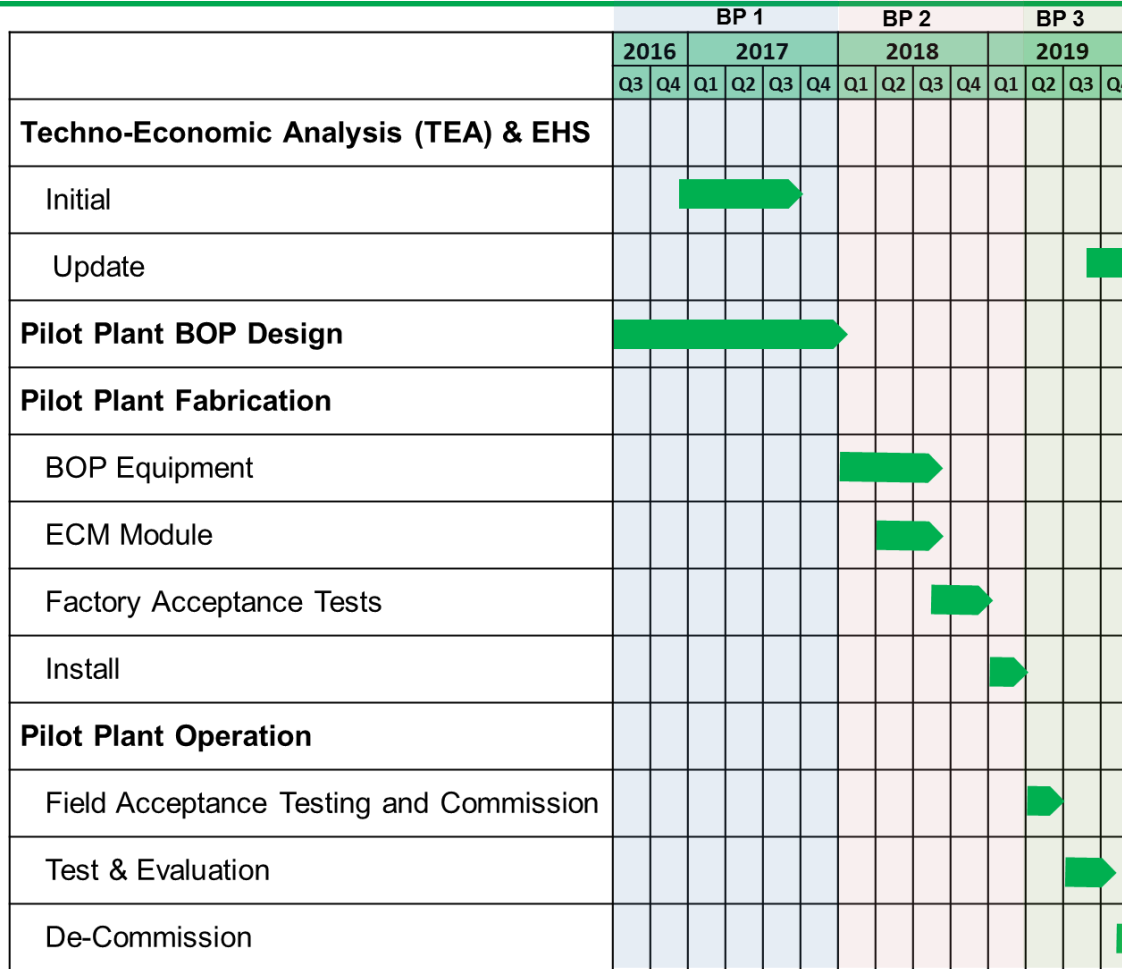 BP 1 BP 2 BP 3
2016 2017 2018 2019
Q3 Q4 Q1 Q2 Q3 Q4 Q1 Q2 Q3 Q4 Q1 Q2 Q3
Techno-Economic Analysis (TEA) & EHS
Initial
Update
Pilot Plant BOP Design
Pilot Plant Fabrication
BOP Equipment
ECM Module
Factory Acceptance Tests
Install
Pilot Plant Operation
Field Acceptance Testing and Commission
Test & Evaluation
De-Commission